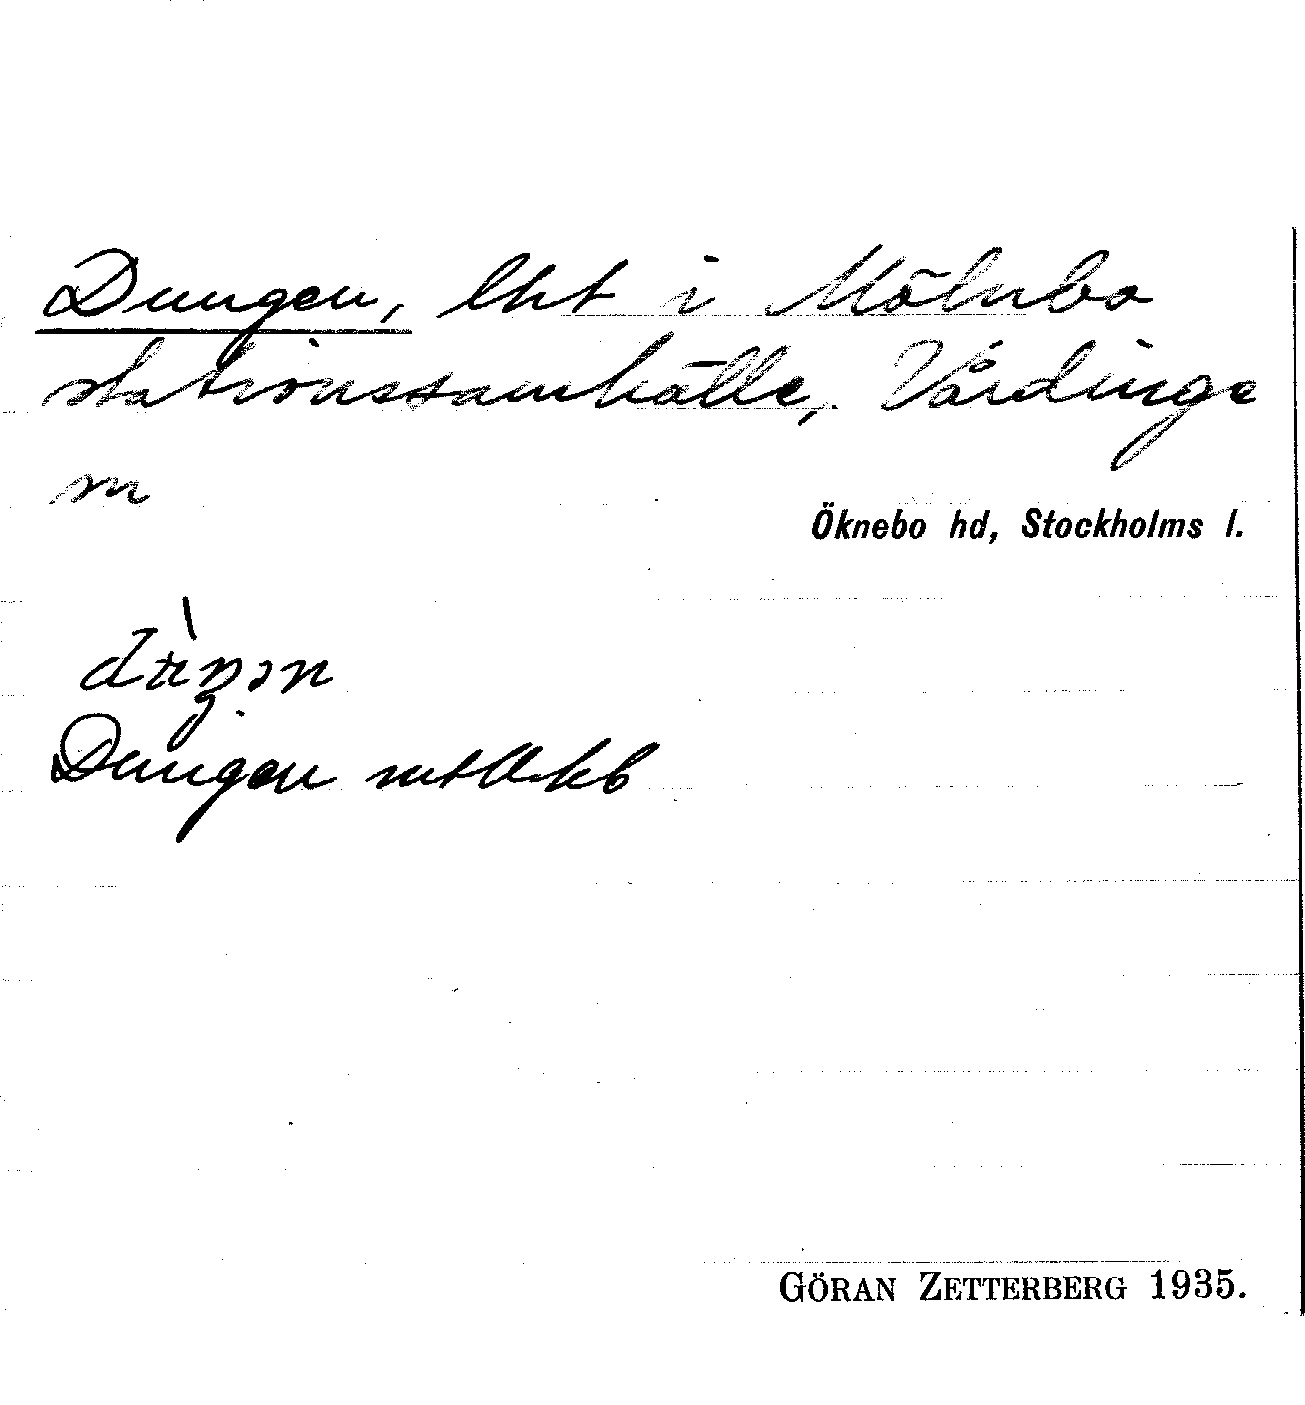 Dungen, lht i Mölnbo
stationssamhälle, Vårdinge
sn
Öknebo hd, Stockholms l.
Dungen
GÖRAN ZETTERBERG 1935.